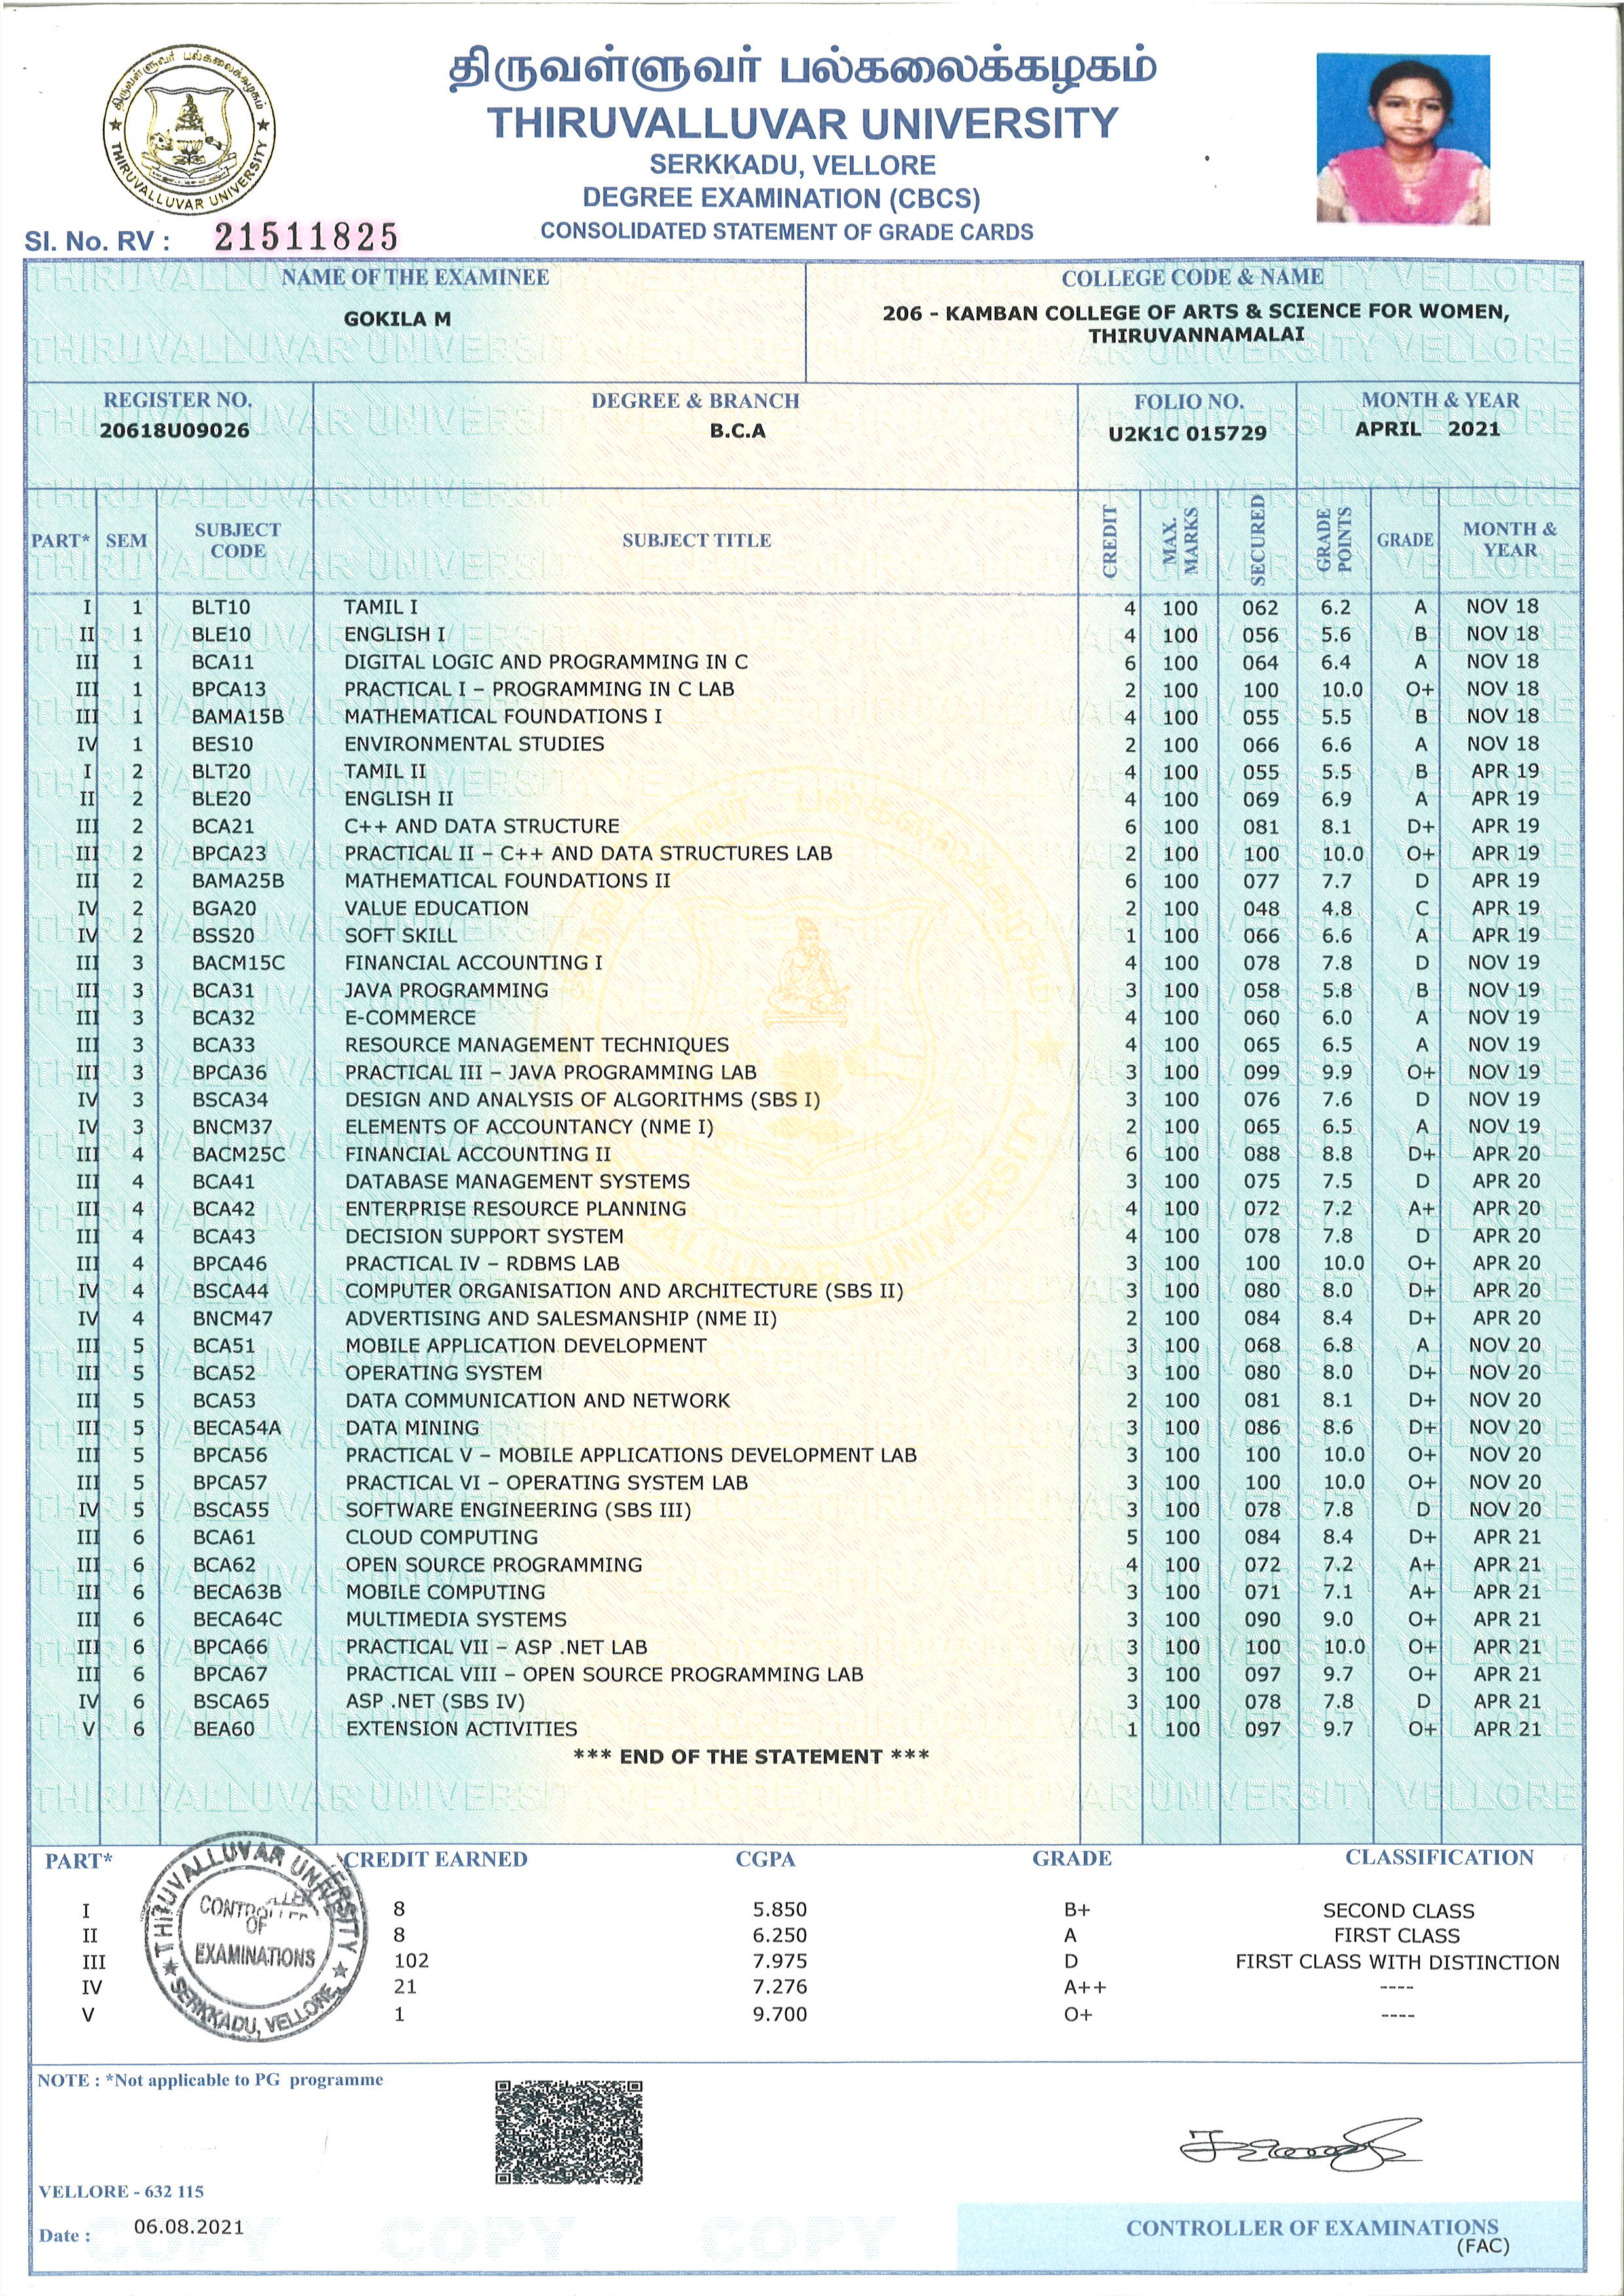 திருவள்ளுவர் பல்கலைக்கழகம்
THIRUVALLUVAR UNIVERSITY
SERKKADU, VELLORE
DEGREE EXAMINATION (CBCS)
CONSOLIDATED STATEMENT OF GRADE CARDS
SI. No. RV : 21511825
NAME OF THE EXAMINEE COLLEGE CODE & NAME
GOKILA M 206 - KAMBAN COLLEGE OF ARTS & SCIENCE FOR WOMEN,
THIRUVANNAMALAI
REGISTER NO. DEGREE & BRANCH FOLIO NO. MONTH & YEAR
20618U09026 B.C.A U2K1C 015729 APRIL 2021
PART* SEM SUBJECT CODE SUBJECT TITLE CREDIT MAX. MARKS SECURED GRADE POINTS GRADE MONTH & YEAR
I 1 BLT10 TAMIL I 4 100 062 6.2 A NOV 18
II 1 BLE10 ENGLISH I 4 100 056 5.6 B NOV 18
III 1 BCA11 DIGITAL LOGIC AND PROGRAMMING IN C 6 100 064 6.4 A NOV 18
III 1 BPCA13 PRACTICAL I – PROGRAMMING IN C LAB 2 100 100 10.0 O+ NOV 18
III 1 BAMA15B MATHEMATICAL FOUNDATIONS I 4 100 055 5.5 B NOV 18
IV 1 BES10 ENVIRONMENTAL STUDIES 2 100 066 6.6 A NOV 18
I 2 BLT20 TAMIL II 4 100 055 5.5 B APR 19
II 2 BLE20 ENGLISH II 4 100 069 6.9 A APR 19
III 2 BCA21 C++ AND DATA STRUCTURE 6 100 081 8.1 D+ APR 19
III 2 BPCA23 PRACTICAL II – C++ AND DATA STRUCTURES LAB 2 100 100 10.0 O+ APR 19
III 2 BAMA25B MATHEMATICAL FOUNDATIONS II 6 100 077 7.7 D APR 19
IV 2 BGA20 VALUE EDUCATION 2 100 048 4.8 C APR 19
IV 2 BSS20 SOFT SKILL 1 100 066 6.6 A APR 19
III 3 BACM15C FINANCIAL ACCOUNTING I 4 100 078 7.8 D NOV 19
III 3 BCA31 JAVA PROGRAMMING 3 100 058 5.8 B NOV 19
III 3 BCA32 E-COMMERCE 4 100 060 6.0 A NOV 19
III 3 BCA33 RESOURCE MANAGEMENT TECHNIQUES 4 100 065 6.5 A NOV 19
III 3 BPCA36 PRACTICAL III – JAVA PROGRAMMING LAB 3 100 099 9.9 O+ NOV 19
IV 3 BSCA34 DESIGN AND ANALYSIS OF ALGORITHMS (SBS I) 3 100 076 7.6 D NOV 19
IV 3 BNCM37 ELEMENTS OF ACCOUNTANCY (NME I) 2 100 065 6.5 A NOV 19
III 4 BACM25C FINANCIAL ACCOUNTING II 6 100 088 8.8 D+ APR 20
III 4 BCA41 DATABASE MANAGEMENT SYSTEMS 3 100 075 7.5 D APR 20
III 4 BCA42 ENTERPRISE RESOURCE PLANNING 4 100 072 7.2 A+ APR 20
III 4 BCA43 DECISION SUPPORT SYSTEM 4 100 078 7.8 D APR 20
III 4 BPCA46 PRACTICAL IV – RDBMS LAB 3 100 100 10.0 O+ APR 20
IV 4 BSCA44 COMPUTER ORGANISATION AND ARCHITECTURE (SBS II) 3 100 080 8.0 D+ APR 20
IV 4 BNCM47 ADVERTISING AND SALESMANSHIP (NME II) 2 100 084 8.4 D+ APR 20
III 5 BCA51 MOBILE APPLICATION DEVELOPMENT 3 100 068 6.8 A NOV 20
III 5 BCA52 OPERATING SYSTEM 3 100 080 8.0 D+ NOV 20
III 5 BCA53 DATA COMMUNICATION AND NETWORK 2 100 081 8.1 D+ NOV 20
III 5 BECA54A DATA MINING 3 100 086 8.6 D+ NOV 20
III 5 BPCA56 PRACTICAL V – MOBILE APPLICATIONS DEVELOPMENT LAB 3 100 100 10.0 O+ NOV 20
III 5 BPCA57 PRACTICAL VI – OPERATING SYSTEM LAB 3 100 100 10.0 O+ NOV 20
IV 5 BSCA55 SOFTWARE ENGINEERING (SBS III) 3 100 078 7.8 D NOV 20
III 6 BCA61 CLOUD COMPUTING 5 100 084 8.4 D+ APR 21
III 6 BCA62 OPEN SOURCE PROGRAMMING 4 100 072 7.2 A+ APR 21
III 6 BECA63B MOBILE COMPUTING 3 100 071 7.1 A+ APR 21
III 6 BECA64C MULTIMEDIA SYSTEMS 3 100 090 9.0 O+ APR 21
III 6 BPCA66 PRACTICAL VII – ASP .NET LAB 3 100 100 10.0 O+ APR 21
III 6 BPCA67 PRACTICAL VIII – OPEN SOURCE PROGRAMMING LAB 3 100 097 9.7 O+ APR 21
IV 6 BSCA65 ASP .NET (SBS IV) 3 100 078 7.8 D APR 21
V 6 BEA60 EXTENSION ACTIVITIES 1 100 097 9.7 O+ APR 21
*** END OF THE STATEMENT ***
PART* CREDIT EARNED CGPA GRADE CLASSIFICATION
I 8 5.850 B+ SECOND CLASS
II 8 6.250 A FIRST CLASS
III 102 7.975 D FIRST CLASS WITH DISTINCTION
IV 21 7.276 A++ ----
V 1 9.700 O+ ----
THIRUVALLUVAR UNIVERSITY
CONTROLLER
OF
EXAMINATIONS
SERKKADU, VELLORE
NOTE : *Not applicable to PG programme
VELLORE - 632 115
Date : 06.08.2021
COPY COPY COPY
CONTROLLER OF EXAMINATIONS
(FAC)